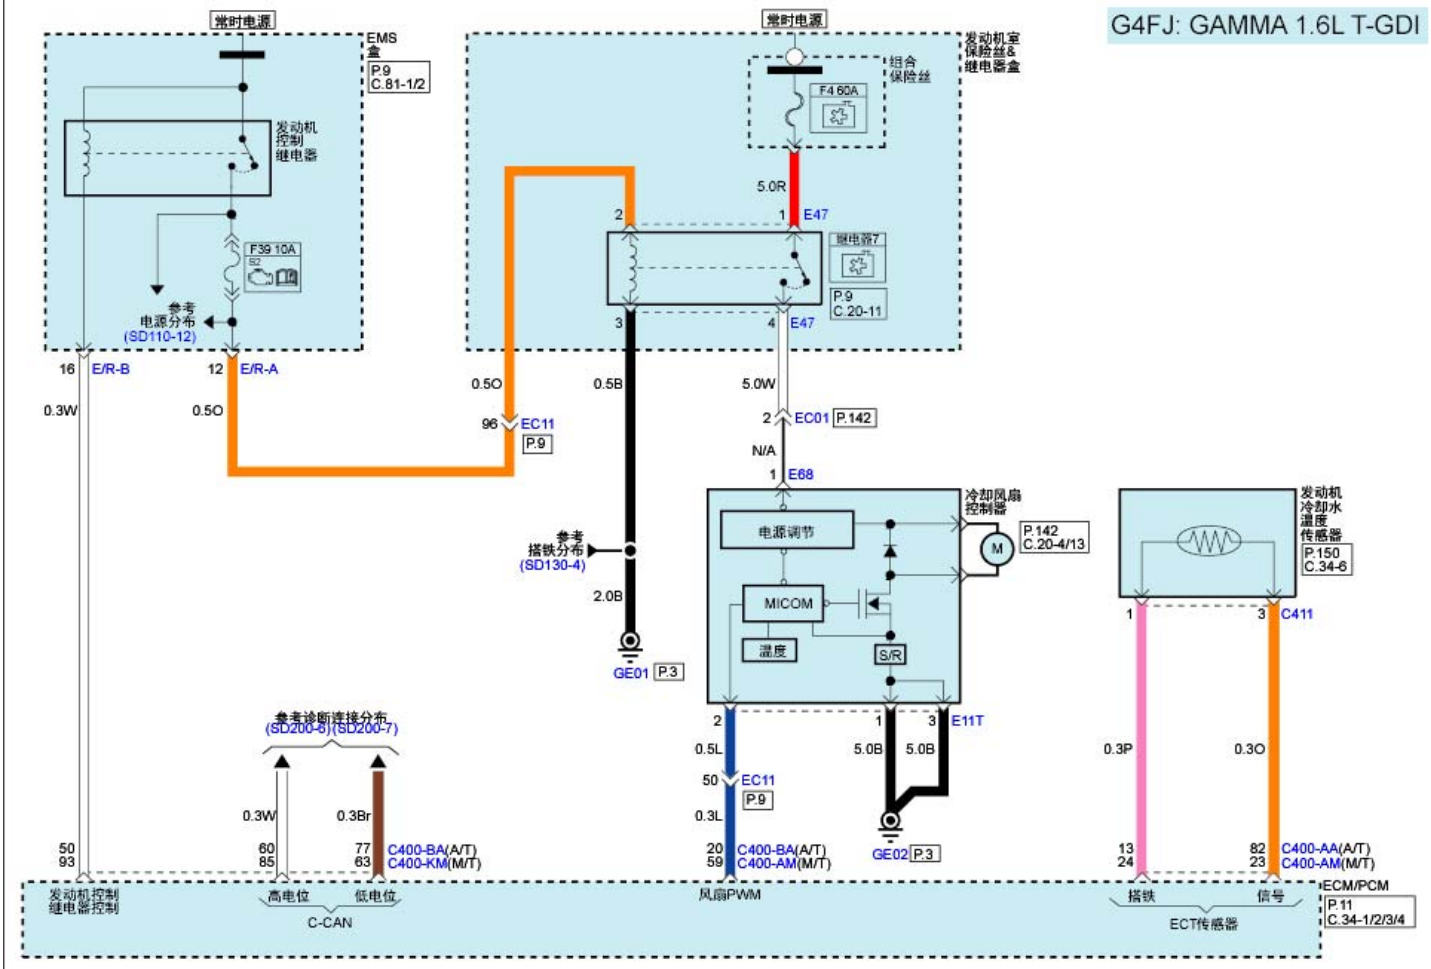 常时电源
常时电源
G4FJ: GAMMA 1.6L T-GDI
EMS
盒
P.9
C.81-1/2
发动机室
保险丝&
继电器盒
组合
保险丝
F4 60A
发动机
控制
继电器
5.0R
2
1
E47
F39 10A
S2
继电器7
P.9
C.20-11
参考
电源分布
(SD110-12)
3
4
E47
16
E/R-B
12
E/R-A
0.3W
0.5O
0.5O
0.5B
5.0W
96
EC11
P.9
2
EC01
P.142
N/A
1
E68
冷却风扇
控制器
P.142
C.20-4/13
电源调节
M
MICOM
温度
S/R
发动机
冷却水
温度
传感器
P.150
C.34-6
参考
搭铁分布
(SD130-4)
2.0B
GE01
P.3
1
3
C411
2
1
3
E11T
参考诊断连接分布
(SD200-6)(SD200-7)
0.5L
5.0B
5.0B
0.3P
0.3O
50
EC11
P.9
0.3W
0.3Br
0.3L
GE02
P.3
50
93
60
85
77
63
C400-BA(A/T)
C400-KM(M/T)
20
59
C400-BA(A/T)
C400-AM(M/T)
13
24
82
23
C400-AA(A/T)
C400-AM(M/T)
发动机控制
继电器控制
高电位
低电位
C-CAN
风扇PWM
搭铁
信号
ECT传感器
ECM/PCM
P.11
C.34-1/2/3/4